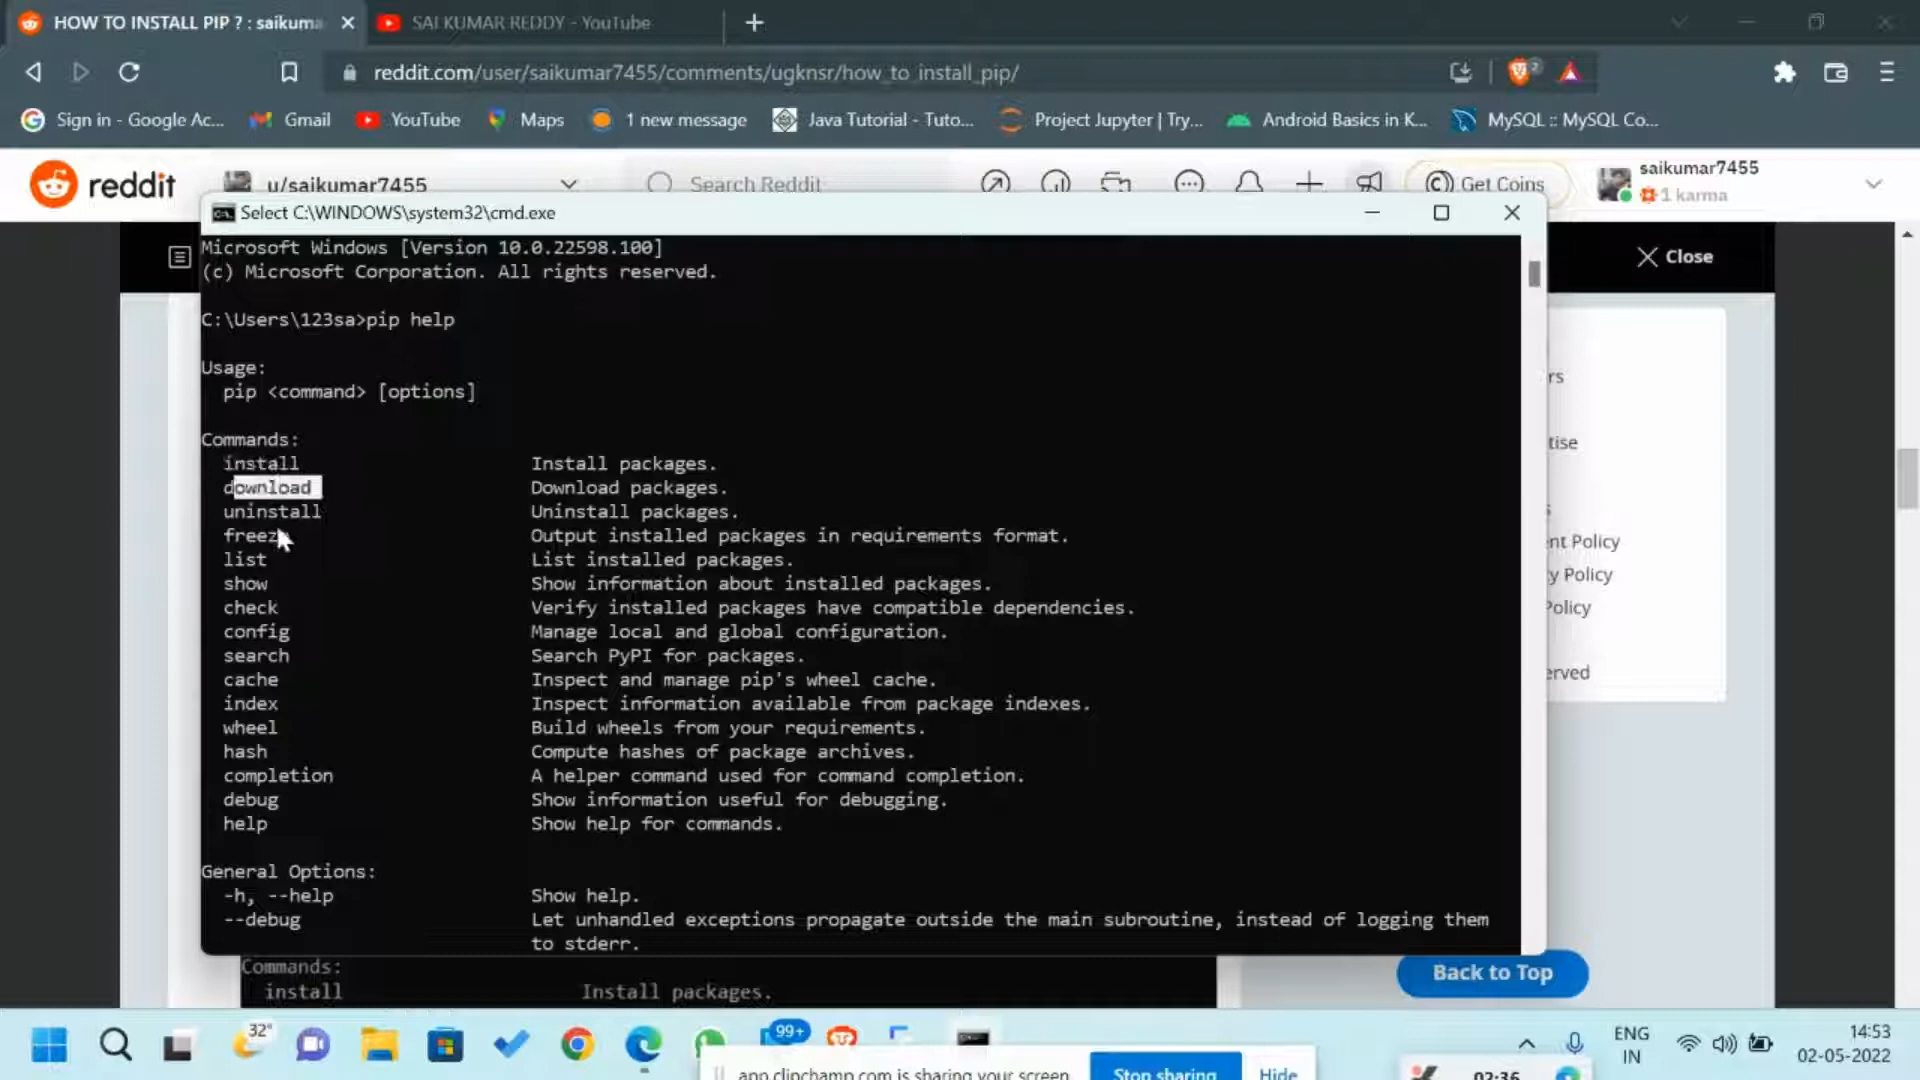 HOW TO INSTALL PIP ? : saikuma
SAI KUMAR REDDY - YouTube
reddit.com/user/saikumar7455/comments/ugknsr/how_to_install_pip/
Sign in - Google Ac...
Gmail
YouTube
Maps
1 new message
Java Tutorial - Tuto...
Project Jupyter | Try...
Android Basics in K...
MySQL :: MySQL Co...
reddit
u/saikumar7455
Search Reddit
Get Coins
saikumar7455
1 karma
Select C:\WINDOWS\system32\cmd.exe
Close
Microsoft Windows [Version 10.0.22598.100]
(c) Microsoft Corporation. All rights reserved.
C:\Users\123sa>pip help
Usage:
pip <command> [options]
Commands:
install Install packages.
download Download packages.
uninstall Uninstall packages.
freeze Output installed packages in requirements format.
list List installed packages.
show Show information about installed packages.
check Verify installed packages have compatible dependencies.
config Manage local and global configuration.
search Search PyPI for packages.
cache Inspect and manage pip's wheel cache.
index Inspect information available from package indexes.
wheel Build wheels from your requirements.
hash Compute hashes of package archives.
completion A helper command used for command completion.
debug Show information useful for debugging.
help Show help for commands.
General Options:
-h, --help Show help.
--debug Let unhandled exceptions propagate outside the main subroutine, instead of logging them
to stderr.
rs
tise
nt Policy
y Policy
Policy
erved
Commands:
install Install packages.
Back to Top
32°
99+
app.clipchamp.com is sharing your screen.
Stop sharing
Hide
02:36
ENG
IN
14:53
02-05-2022